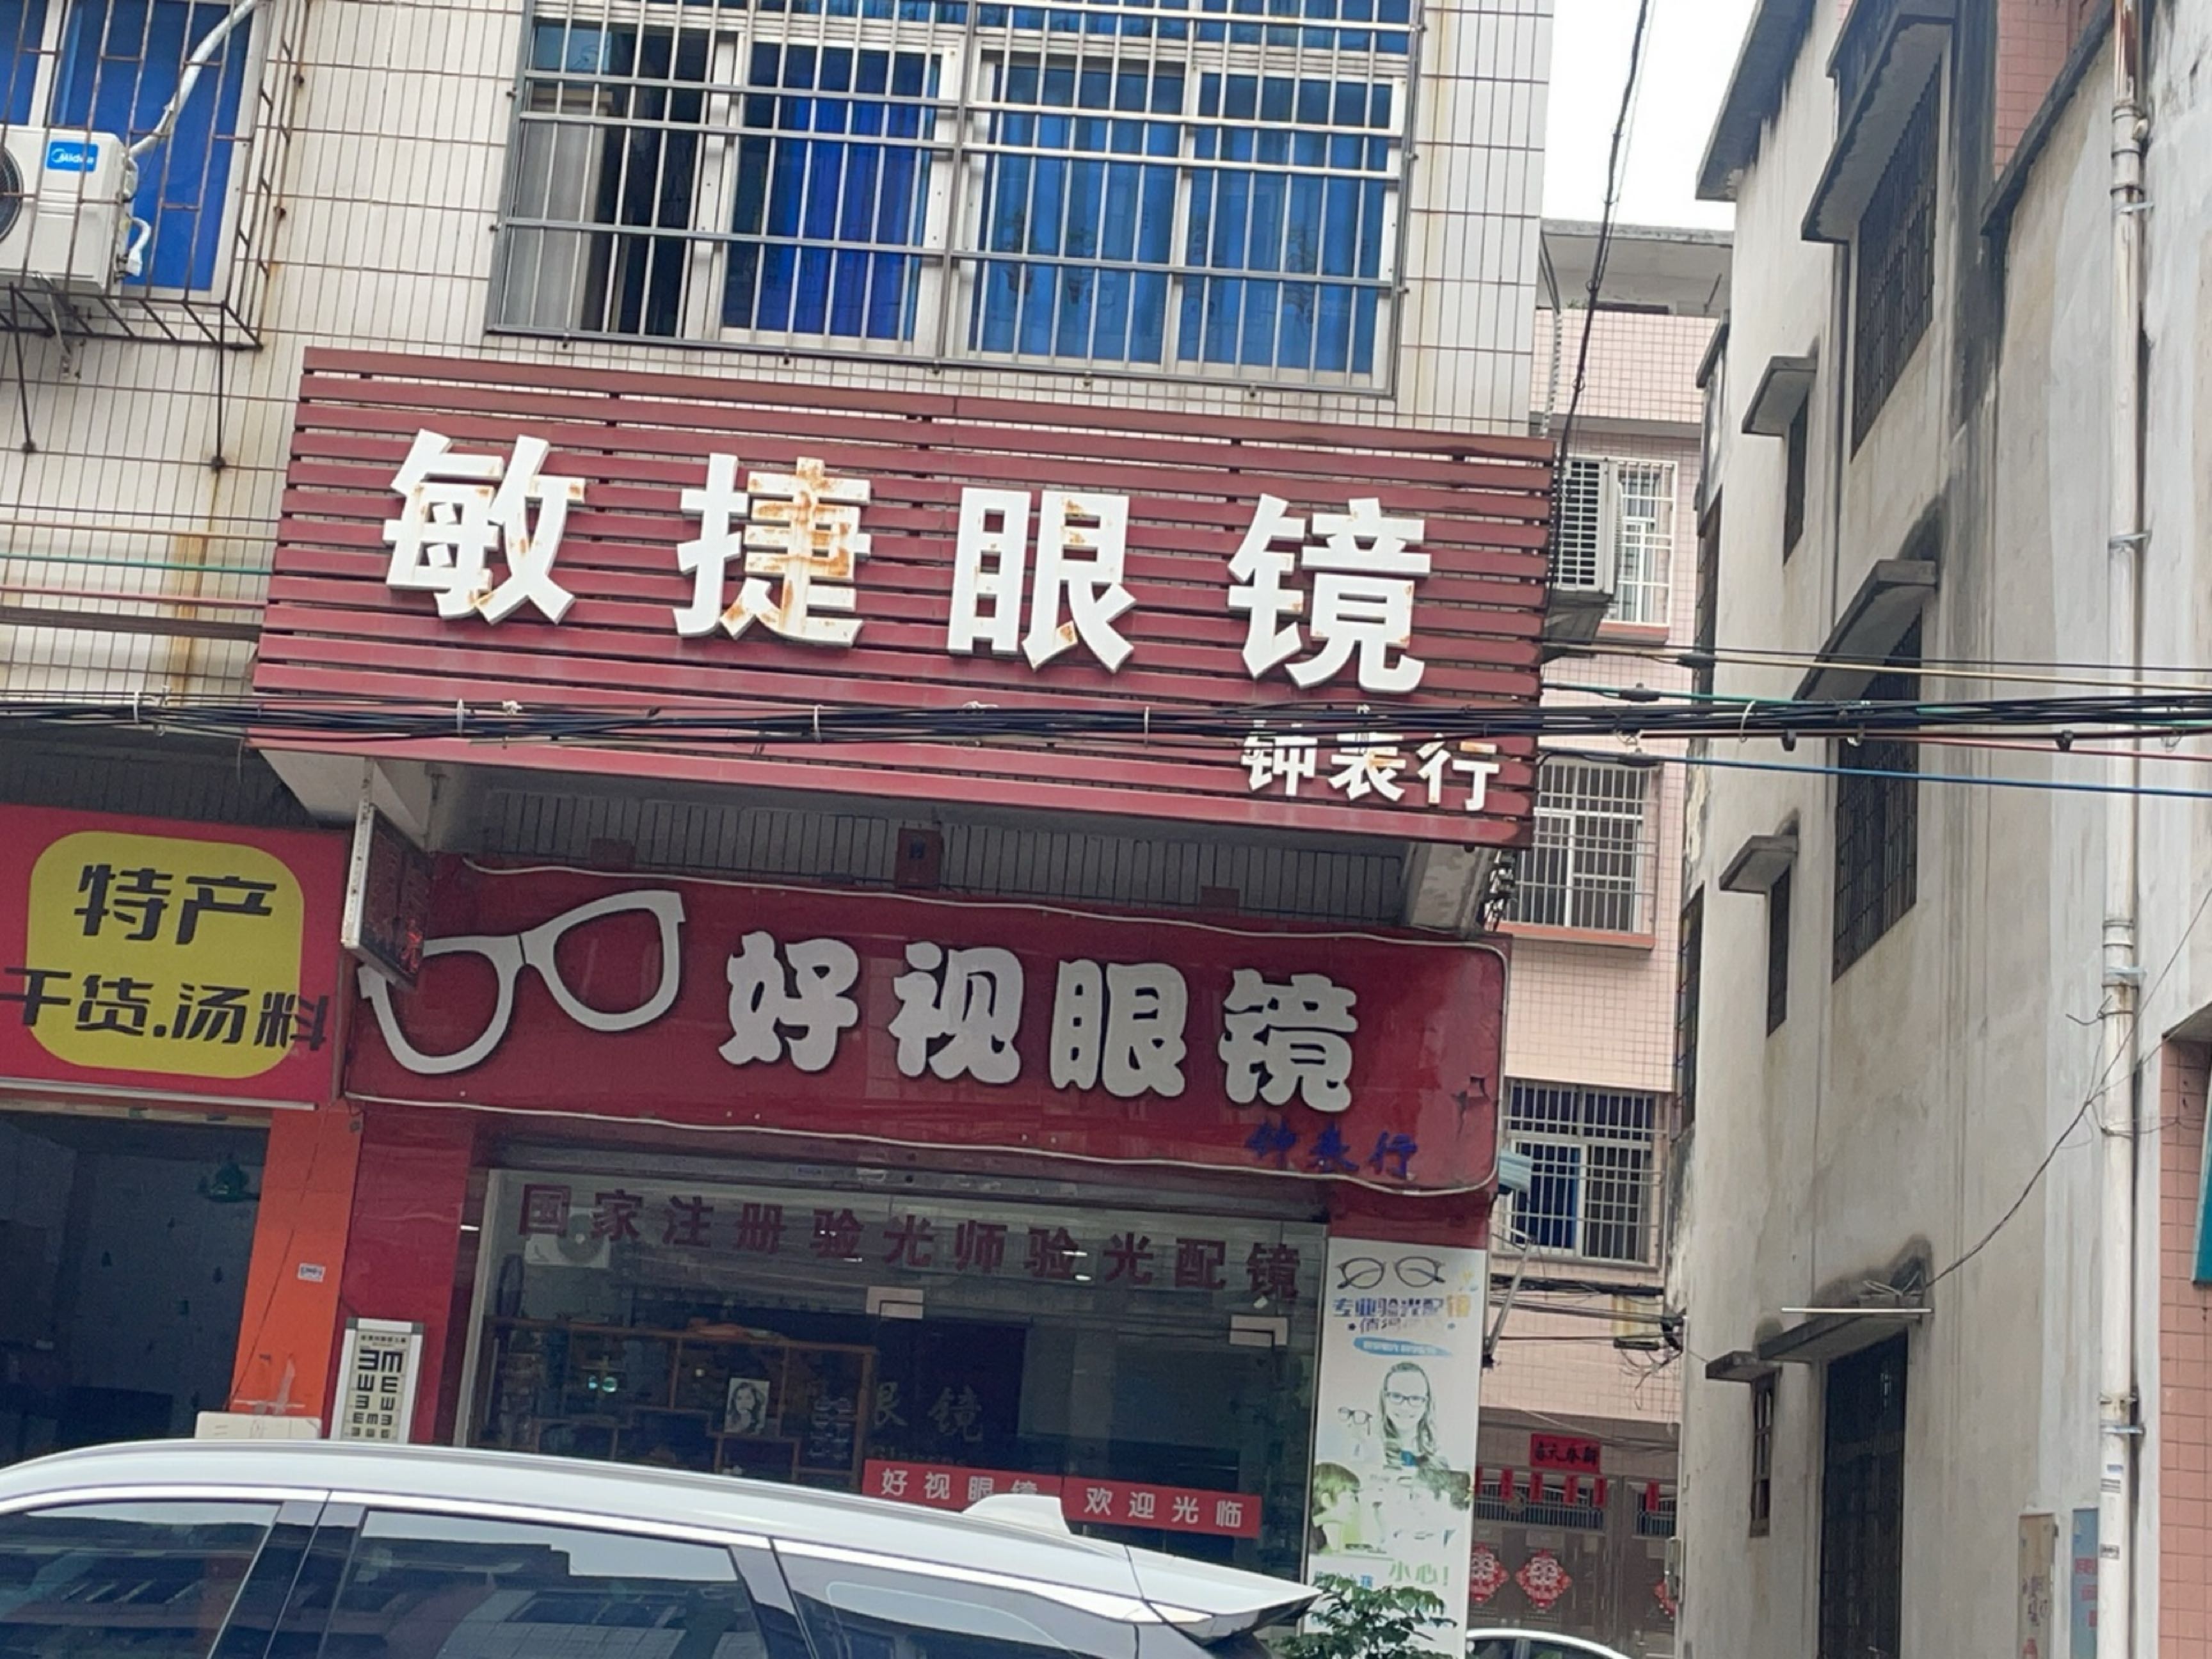 Midea
敏捷眼镜
钟表行
特产
干货.汤料
好视眼镜
钟表行
国家注册验光师验光配镜
专业验光配镜
眼镜
好视眼镜 欢迎光临
小心!